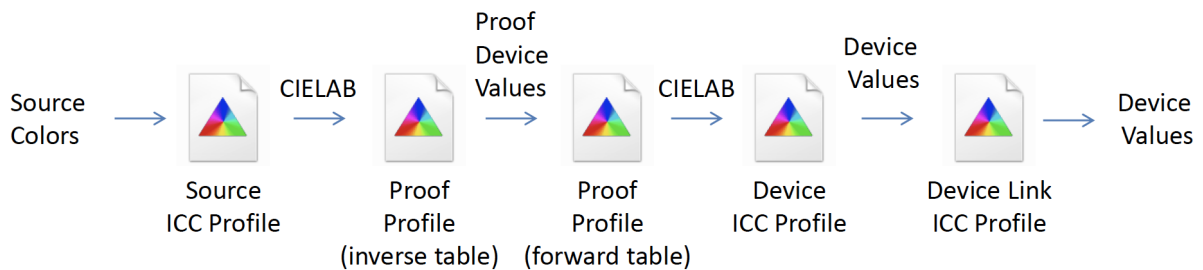 Source
Colors
Source
ICC Profile
CIELAB
Proof
Profile
(inverse table)
Proof
Device
Values
Proof
Profile
(forward table)
CIELAB
Device
ICC Profile
Device
Values
Device Link
ICC Profile
Device
Values